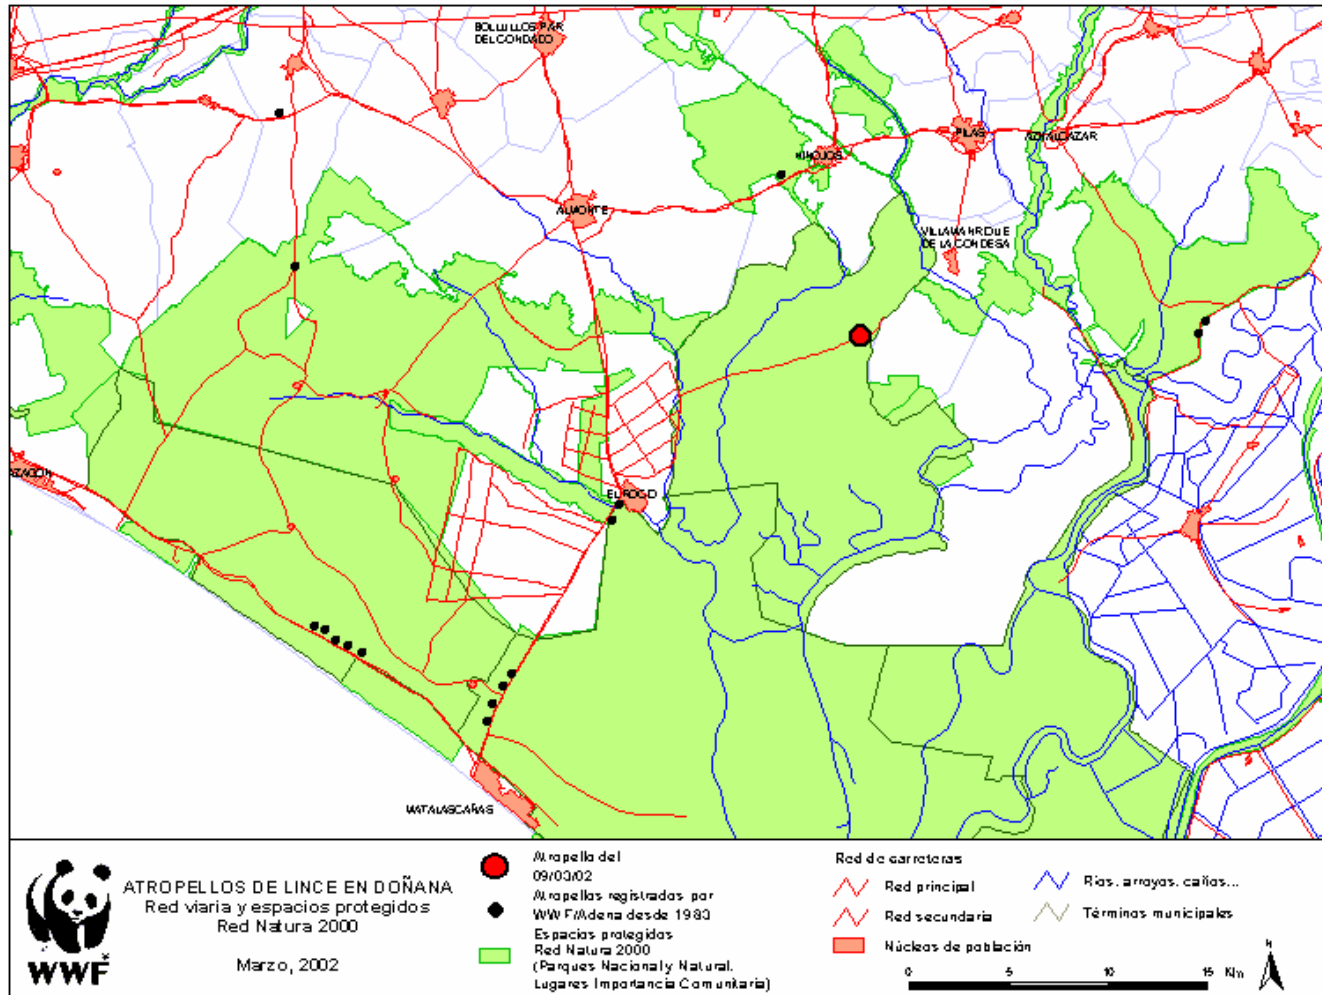 BOLLULLOS PAR
DEL CONDADO
HINOJOS
PILAS
AZNALCAZAR
ALMONTE
VILLAMANRIQUE
DE LA CONDESA
MAZAGON
EL ROCIO
MATALASCAÑAS
ATROPELLOS DE LINCE EN DOÑANA
Red viaria y espacios protegidos
Red Natura 2000
Marzo, 2002
WWF
Atropello del
09/03/02
Atropellos registrados por
WWF/Adena desde 1983
Espacios protegidos
Red Natura 2000
(Parques Nacional y Natural.
Lugares Importancia Comunitaria)
Red de carreteras
Red principal
Red secundaria
Núcleos de población
Rios, arroyos, caños...
Términos municipales
0 5 10 15 Km
N